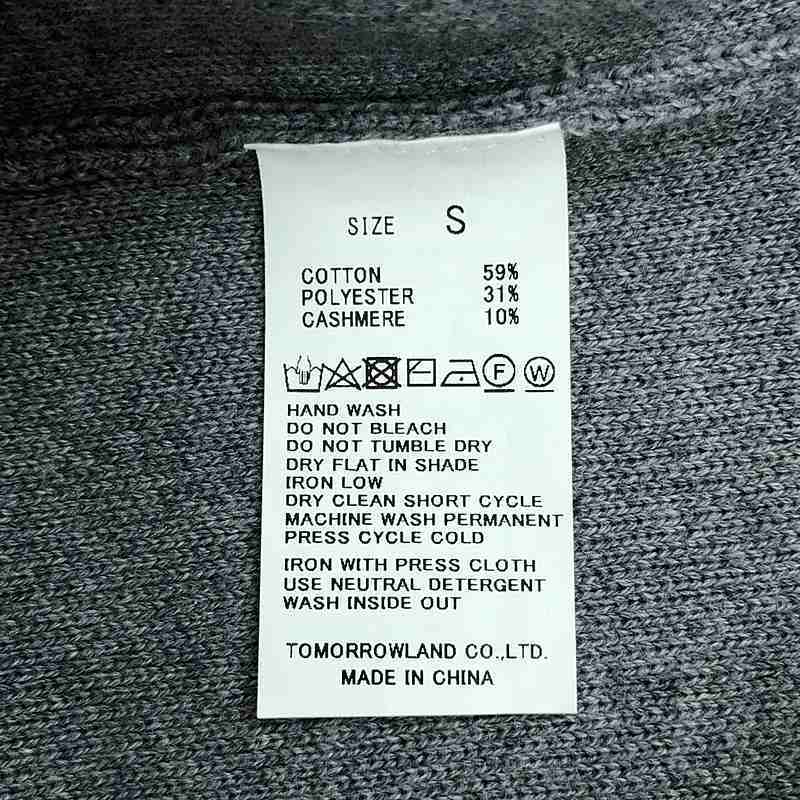 SIZE S
COTTON 59%
POLYESTER 31%
CASHMERE 10%
F W
HAND WASH
DO NOT BLEACH
DO NOT TUMBLE DRY
DRY FLAT IN SHADE
IRON LOW
DRY CLEAN SHORT CYCLE
MACHINE WASH PERMANENT
PRESS CYCLE COLD
IRON WITH PRESS CLOTH
USE NEUTRAL DETERGENT
WASH INSIDE OUT
TOMORROWLAND CO.,LTD.
MADE IN CHINA